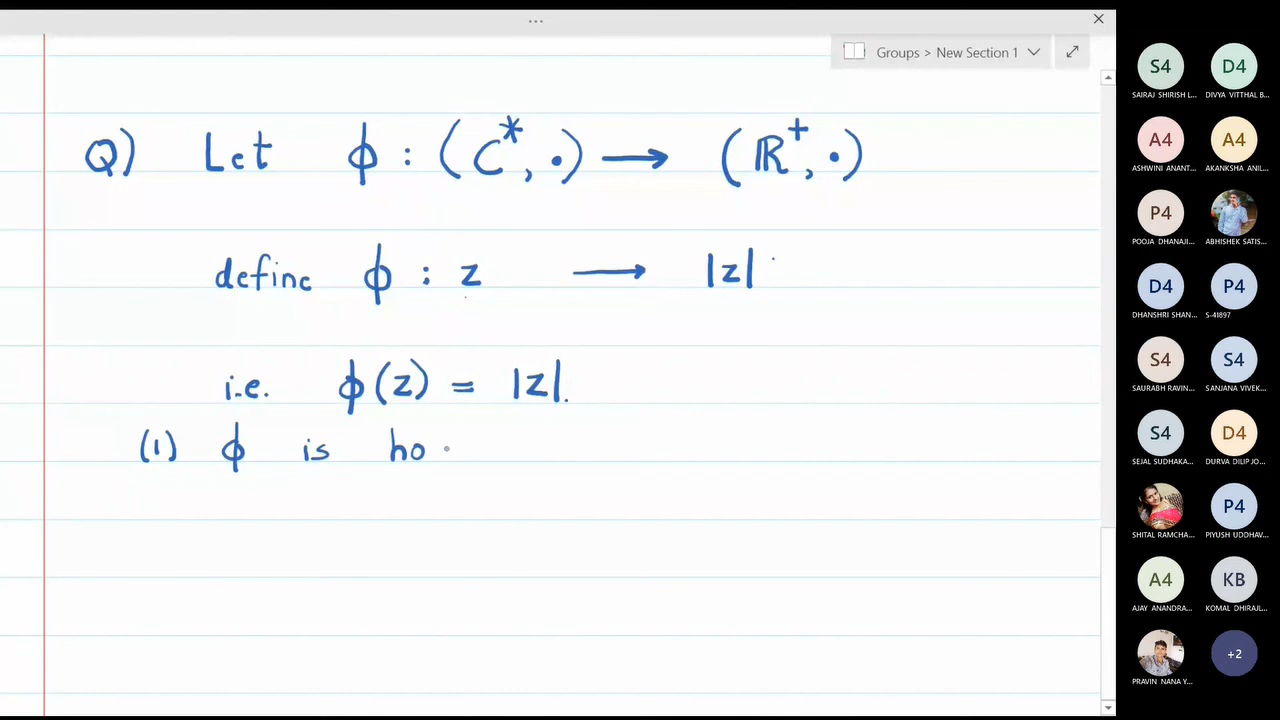 ...
Groups > New Section 1
Q) Let ϕ : (C*, •) ⟶ (ℝ⁺, •)
define ϕ : z ⟶ |z|
i.e. ϕ(z) = |z|.
(1) ϕ is ho
S4 D4
SAIRAJ SHIRISH L... DIVYA VITTHAL B...
A4 A4
ASHWINI ANANT... AKANKSHA ANIL...
P4
POOJA DHANAJI... ABHISHEK SATIS...
D4 P4
DHANSHRI SHAN... S-41897
S4 S4
SAURABH RAVIN... SANJANA VIVEK...
S4 D4
SEJAL SUDHAKA... DURVA DILIP JO...
P4
SHITAL RAMCHA... PIYUSH UDDHAV...
A4 KB
AJAY ANANDRA... KOMAL DHIRAJL...
+2
PRAVIN NANA Y...